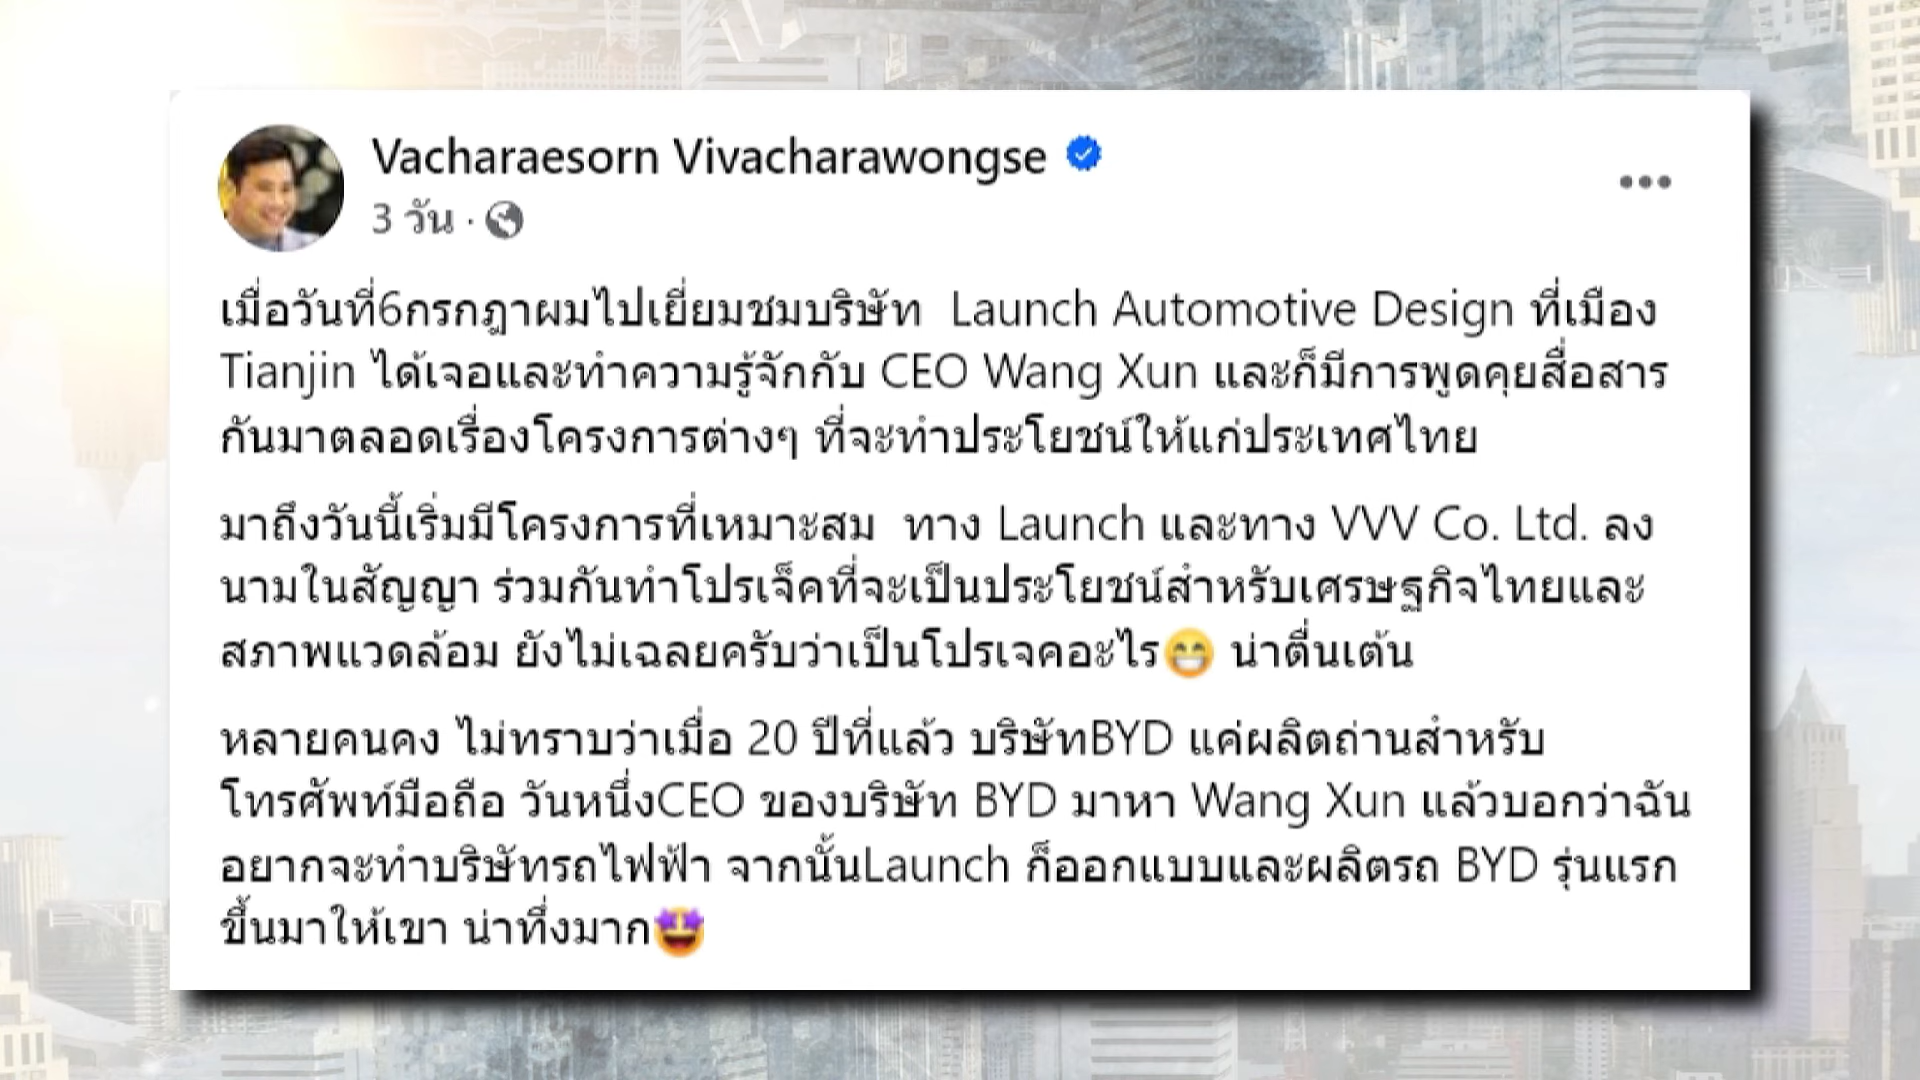 Vacharaesorn Vivacharawongse
3 วัน ·
เมื่อวันที่6กรกฎาผมไปเยี่ยมชมบริษัท Launch Automotive Design ที่เมือง
Tianjin ได้เจอและทำความรู้จักกับ CEO Wang Xun และก็มีการพูดคุยสื่อสาร
กันมาตลอดเรื่องโครงการต่างๆ ที่จะทำประโยชน์ให้แก่ประเทศไทย
มาถึงวันนี้เริ่มมีโครงการที่เหมาะสม ทาง Launch และทาง VVV Co. Ltd. ลง
นามในสัญญา ร่วมกันทำโปรเจ็คที่จะเป็นประโยชน์สำหรับเศรษฐกิจไทยและ
สภาพแวดล้อม ยังไม่เฉลยครับว่าเป็นโปรเจคอะไร😁 น่าตื่นเต้น
หลายคนคง ไม่ทราบว่าเมื่อ 20 ปีที่แล้ว บริษัทBYD แค่ผลิตถ่านสำหรับ
โทรศัพท์มือถือ วันหนึ่งCEO ของบริษัท BYD มาหา Wang Xun แล้วบอกว่าฉัน
อยากจะทำบริษัทรถไฟฟ้า จากนั้นLaunch ก็ออกแบบและผลิตรถ BYD รุ่นแรก
ขึ้นมาให้เขา น่าทึ่งมาก🤩